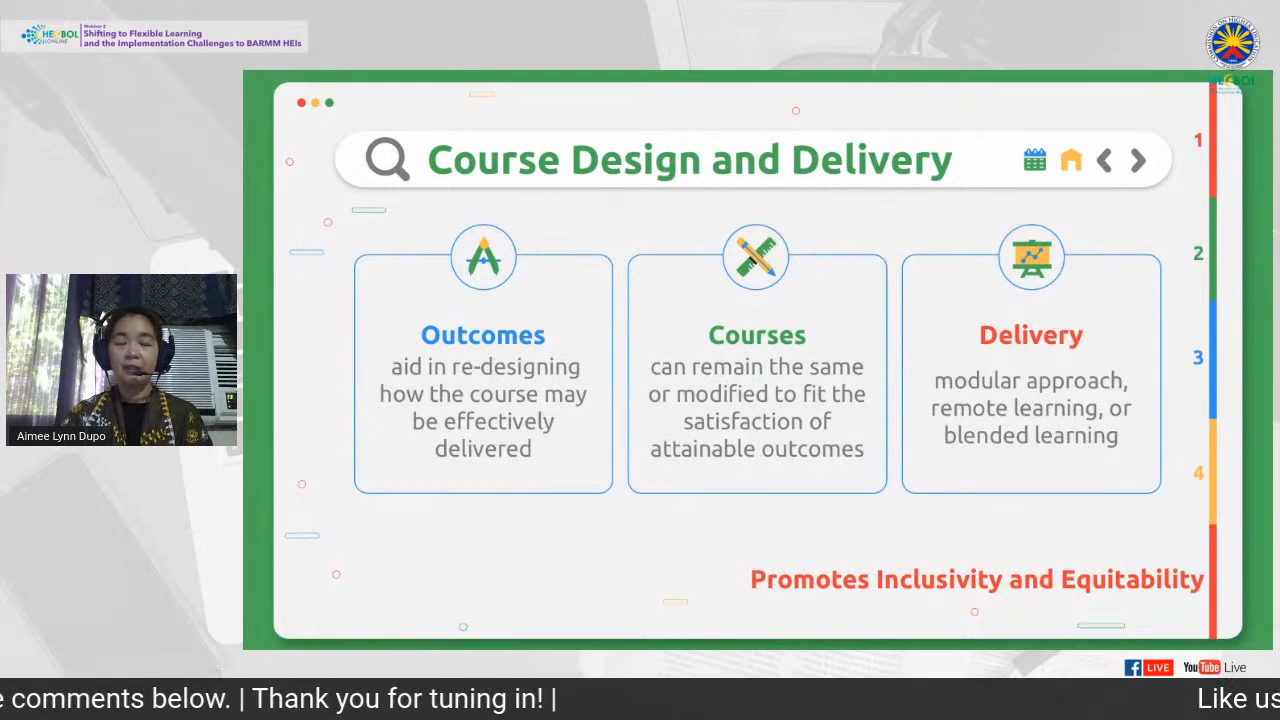 Webinar 2
Shifting to Flexible Learning
and the Implementation Challenges to BARMM HEIs
ONLINE
Course Design and Delivery
1
2
3
4
Outcomes
aid in re-designing
how the course may
be effectively
delivered
Courses
can remain the same
or modified to fit the
satisfaction of
attainable outcomes
Delivery
modular approach,
remote learning, or
blended learning
Promotes Inclusivity and Equitability
Aimee Lynn Dupo
LIVE
YouTube Live
e comments below. | Thank you for tuning in! |
Like us